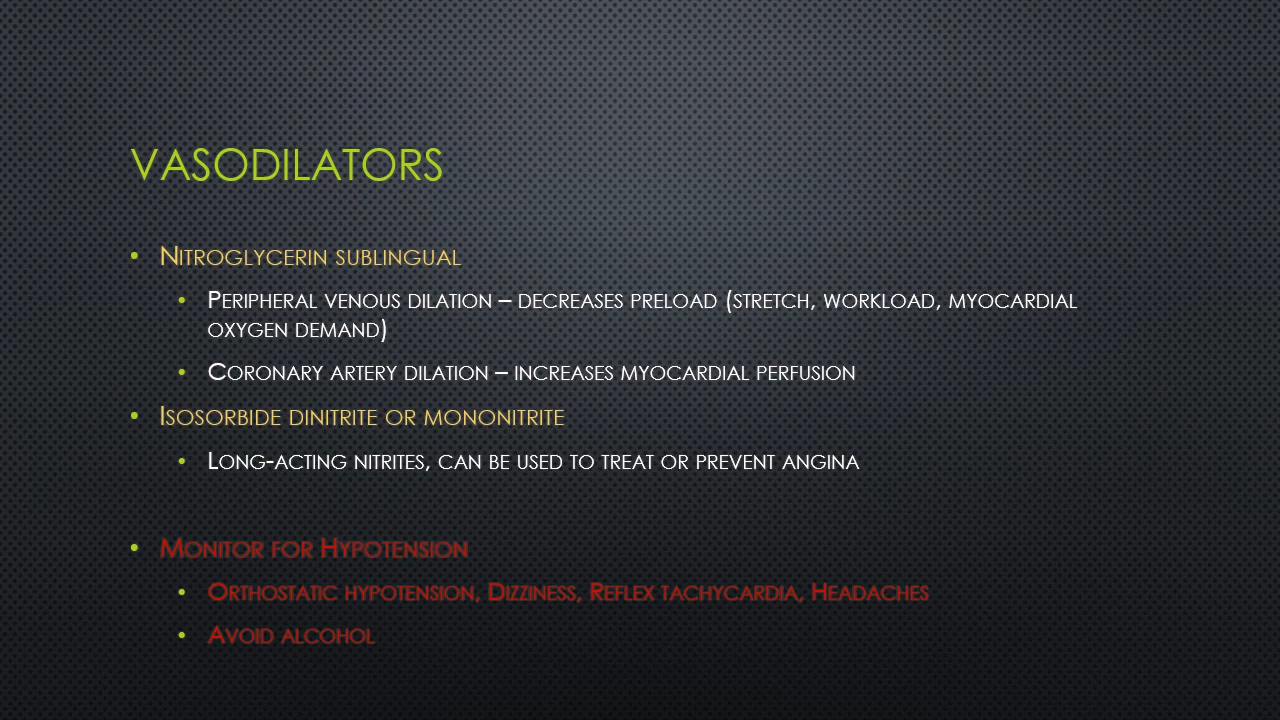 VASODILATORS
• Nitroglycerin sublingual
• Peripheral venous dilation – decreases preload (stretch, workload, myocardial
oxygen demand)
• Coronary artery dilation – increases myocardial perfusion
• Isosorbide dinitrite or mononitrite
• Long-acting nitrites, can be used to treat or prevent angina
• Monitor for Hypotension
• Orthostatic hypotension, Dizziness, Reflex tachycardia, Headaches
• Avoid alcohol